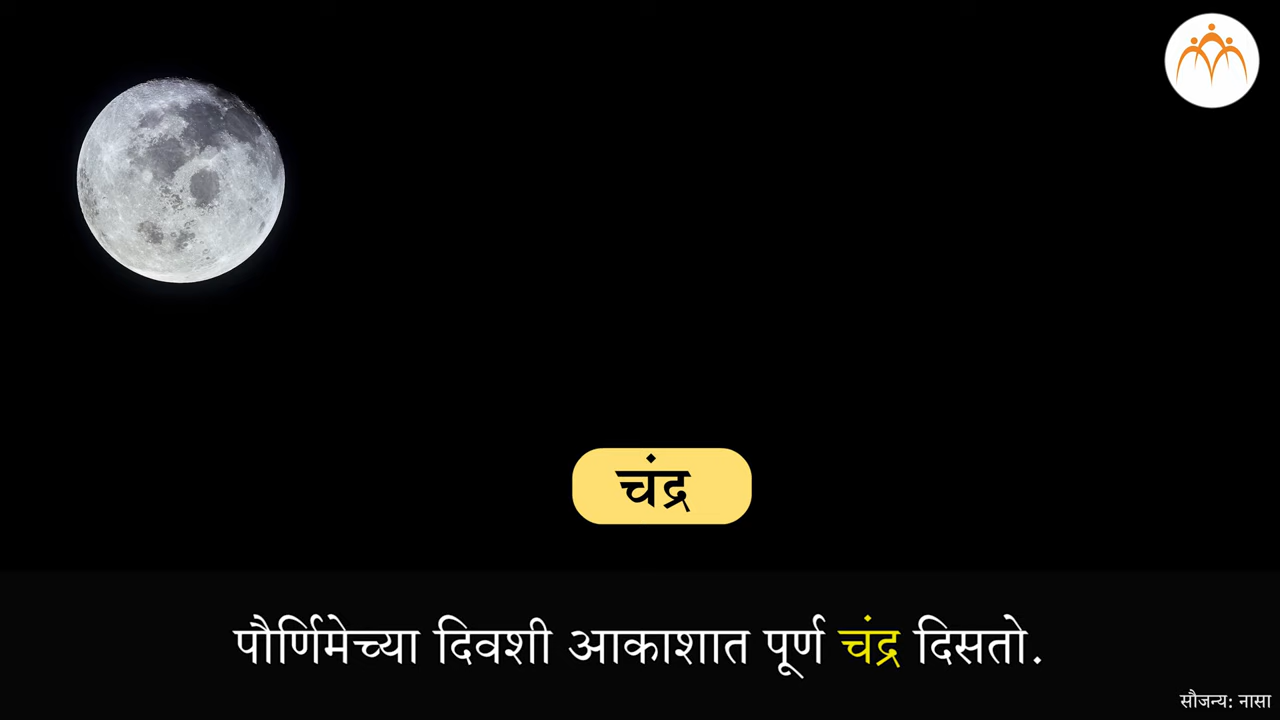 चंद्र
पौर्णिमेच्या दिवशी आकाशात पूर्ण चंद्र दिसतो.
सौजन्य: नासा